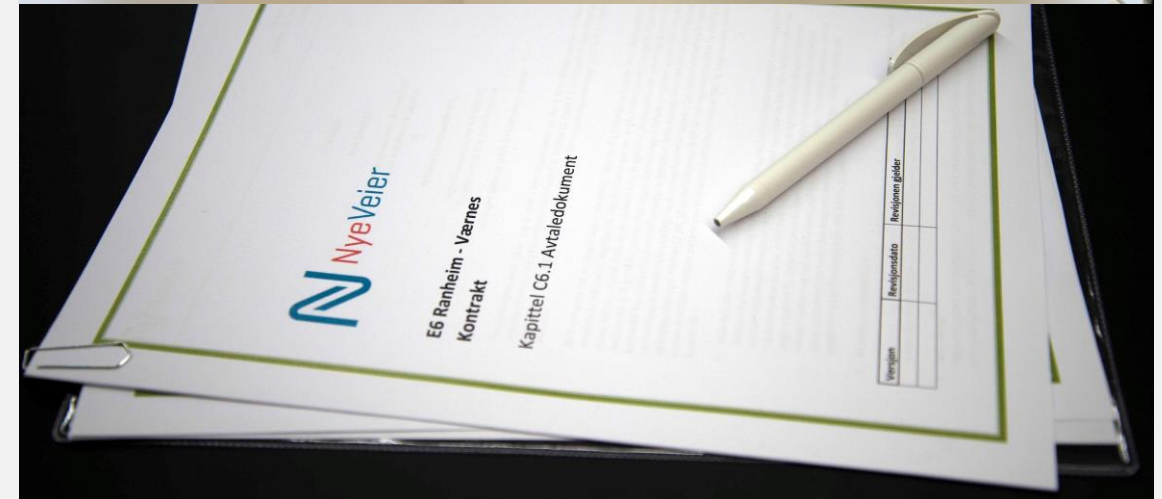 NyeVeier
E6 Ranheim - Værnes
Kontrakt
Kapittel C6.1 Avtaledokument
Versjon Revisjonsdato Revisjonen gjelder